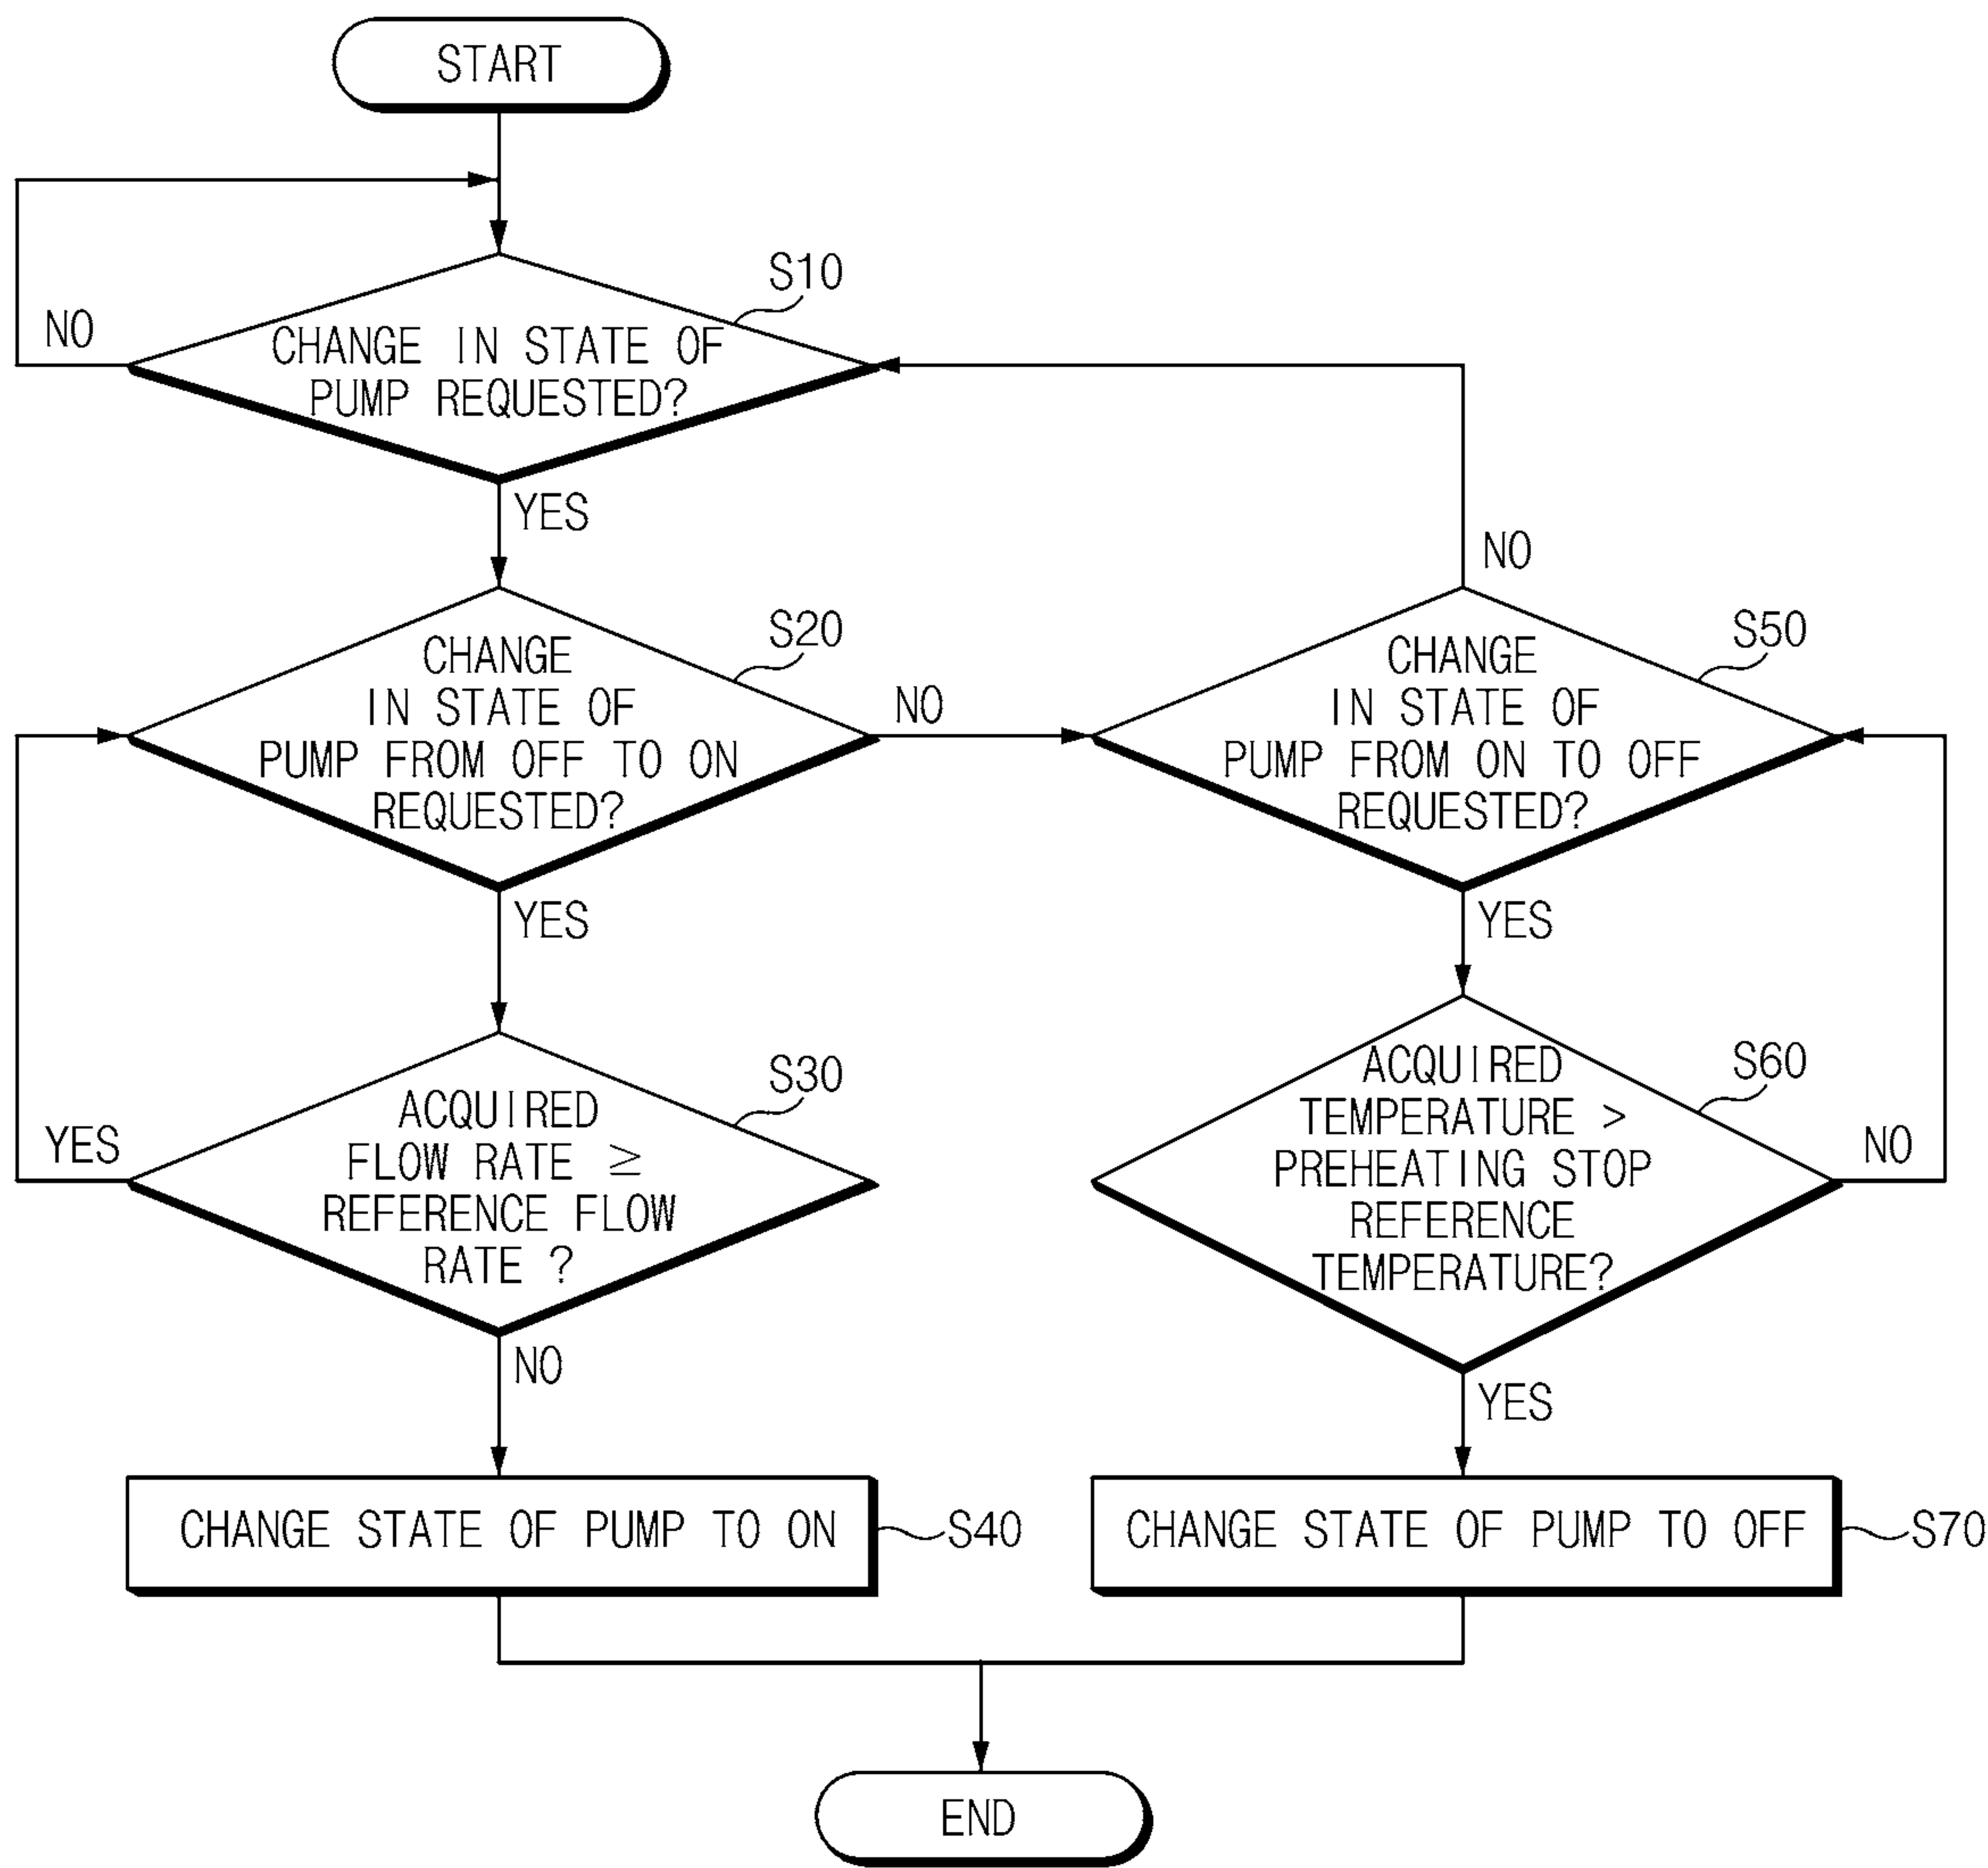 START
S10
NO
CHANGE IN STATE OF
PUMP REQUESTED?
YES
NO
S20
CHANGE
IN STATE OF
PUMP FROM OFF TO ON
REQUESTED?
NO
S50
CHANGE
IN STATE OF
PUMP FROM ON TO OFF
REQUESTED?
YES
YES
S30
ACQUIRED
FLOW RATE ≥
REFERENCE FLOW
RATE ?
YES
S60
ACQUIRED
TEMPERATURE >
PREHEATING STOP
REFERENCE
TEMPERATURE?
NO
NO
YES
CHANGE STATE OF PUMP TO ON
S40
CHANGE STATE OF PUMP TO OFF
S70
END